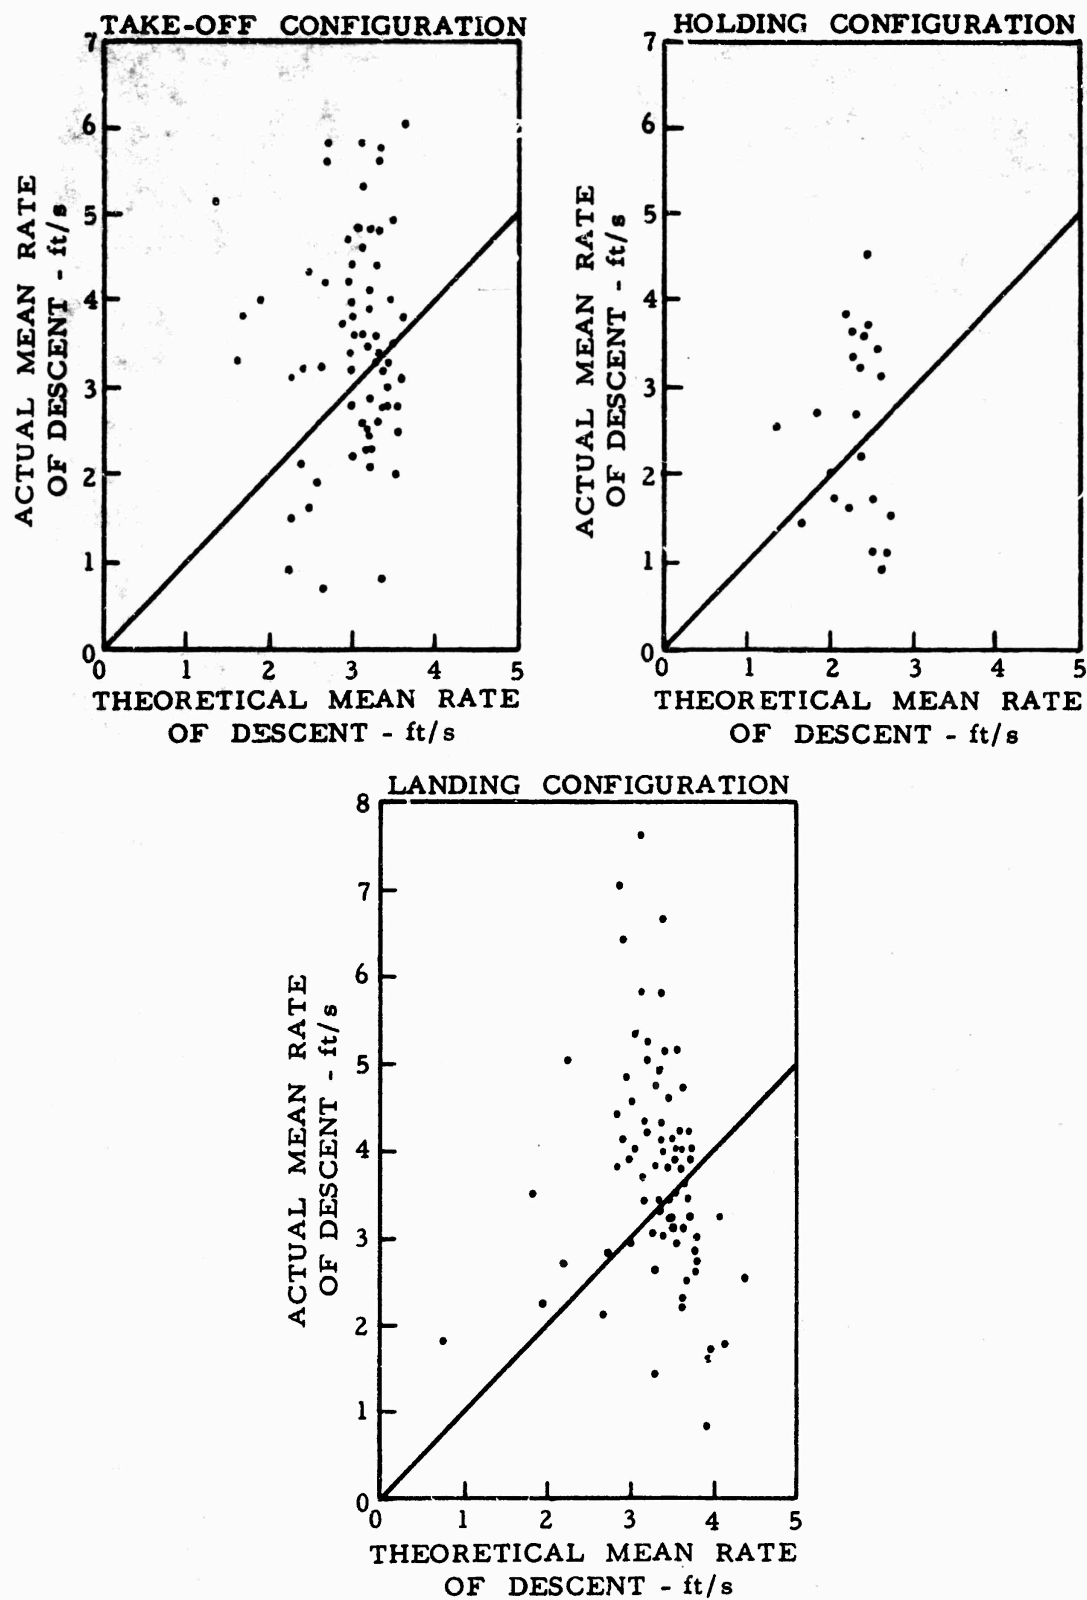 TAKE-OFF CONFIGURATION
7
6
5
4
3
2
1
0
ACTUAL MEAN RATE
OF DESCENT - ft/s
0 1 2 3 4 5
THEORETICAL MEAN RATE
OF DESCENT - ft/s
HOLDING CONFIGURATION
7
6
5
4
3
2
1
0
ACTUAL MEAN RATE
OF DESCENT - ft/s
0 1 2 3 4 5
THEORETICAL MEAN RATE
OF DESCENT - ft/s
LANDING CONFIGURATION
8
7
6
5
4
3
2
1
0
ACTUAL MEAN RATE
OF DESCENT - ft/s
0 1 2 3 4 5
THEORETICAL MEAN RATE
OF DESCENT - ft/s